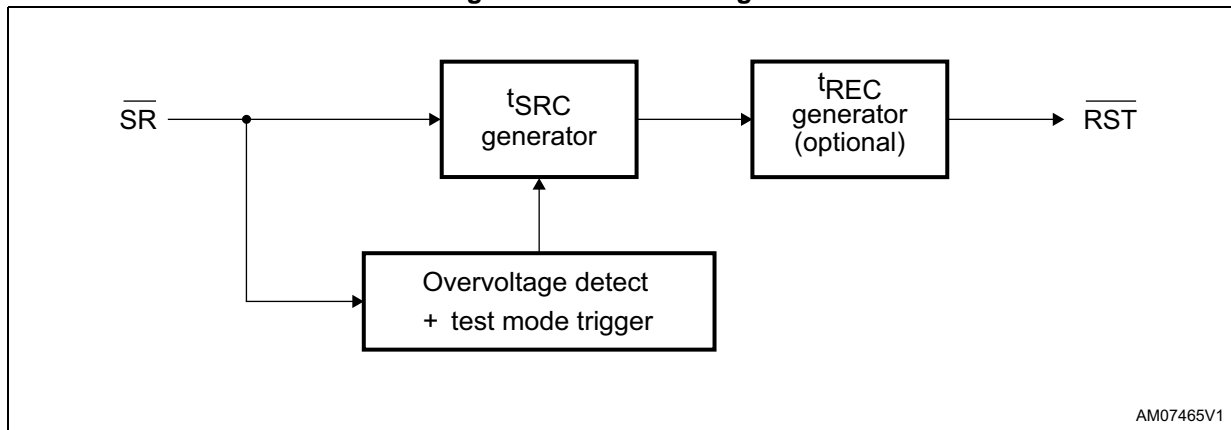 SR
tSRC
generator
tREC
generator
(optional)
RST
Overvoltage detect
+ test mode trigger
AM07465V1